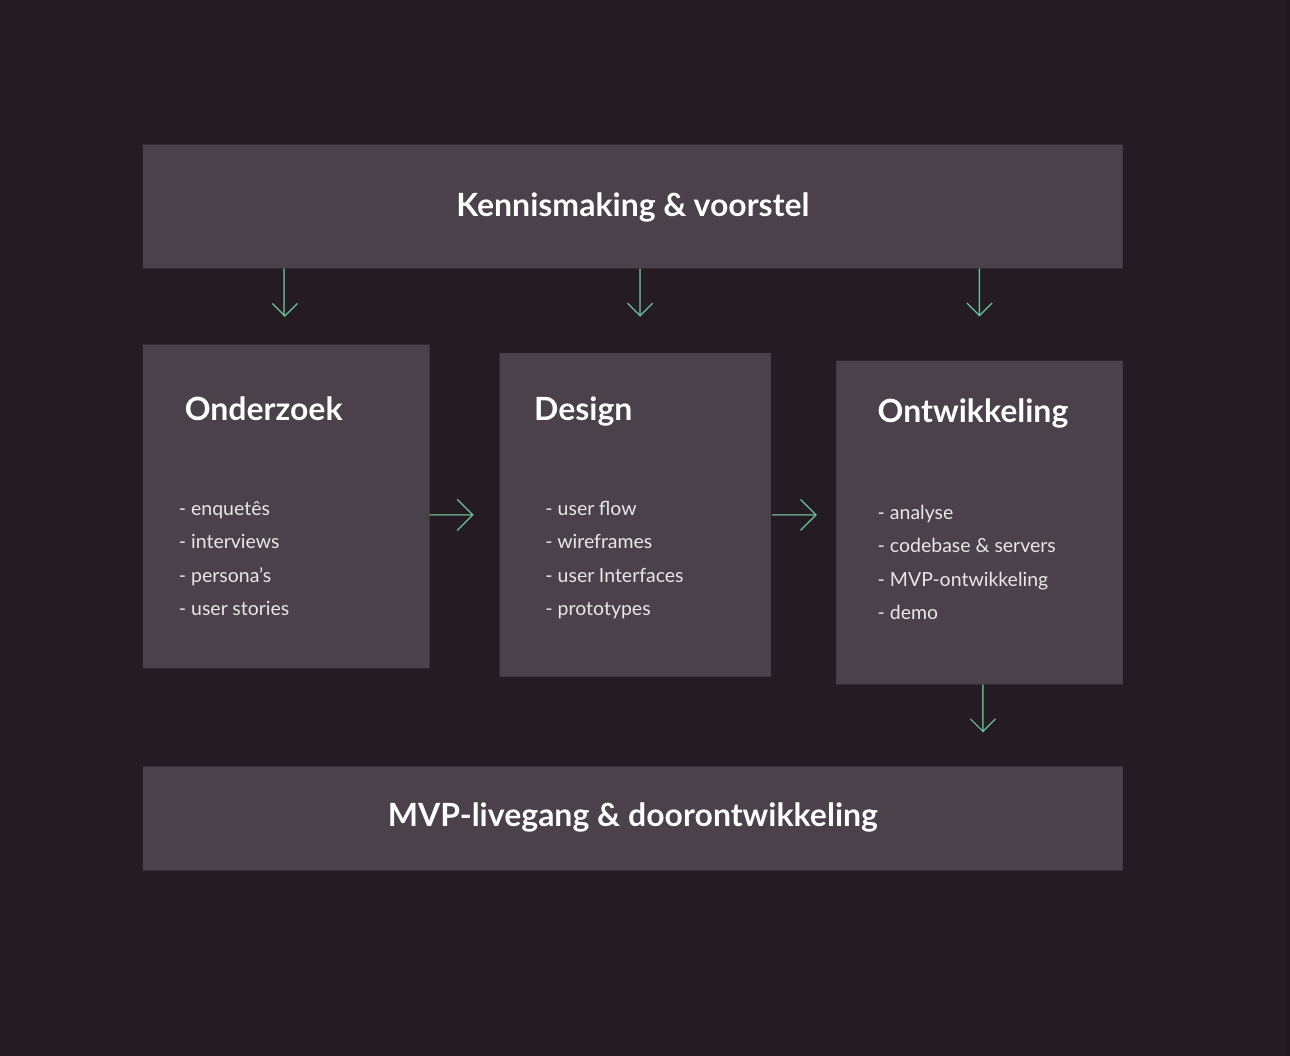 Kennismaking & voorstel
Onderzoek
- enquetês
- interviews
- persona’s
- user stories
Design
- user flow
- wireframes
- user Interfaces
- prototypes
Ontwikkeling
- analyse
- codebase & servers
- MVP-ontwikkeling
- demo
MVP-livegang & doorontwikkeling